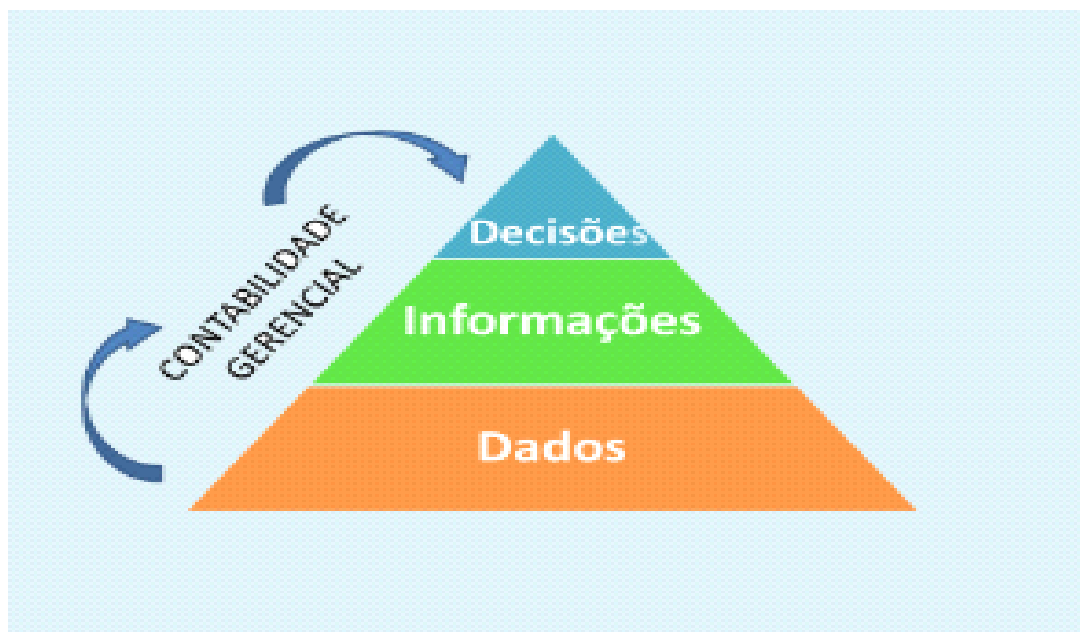 Decisões
CONTABILIDADE
GERENCIAL
Informações
Dados